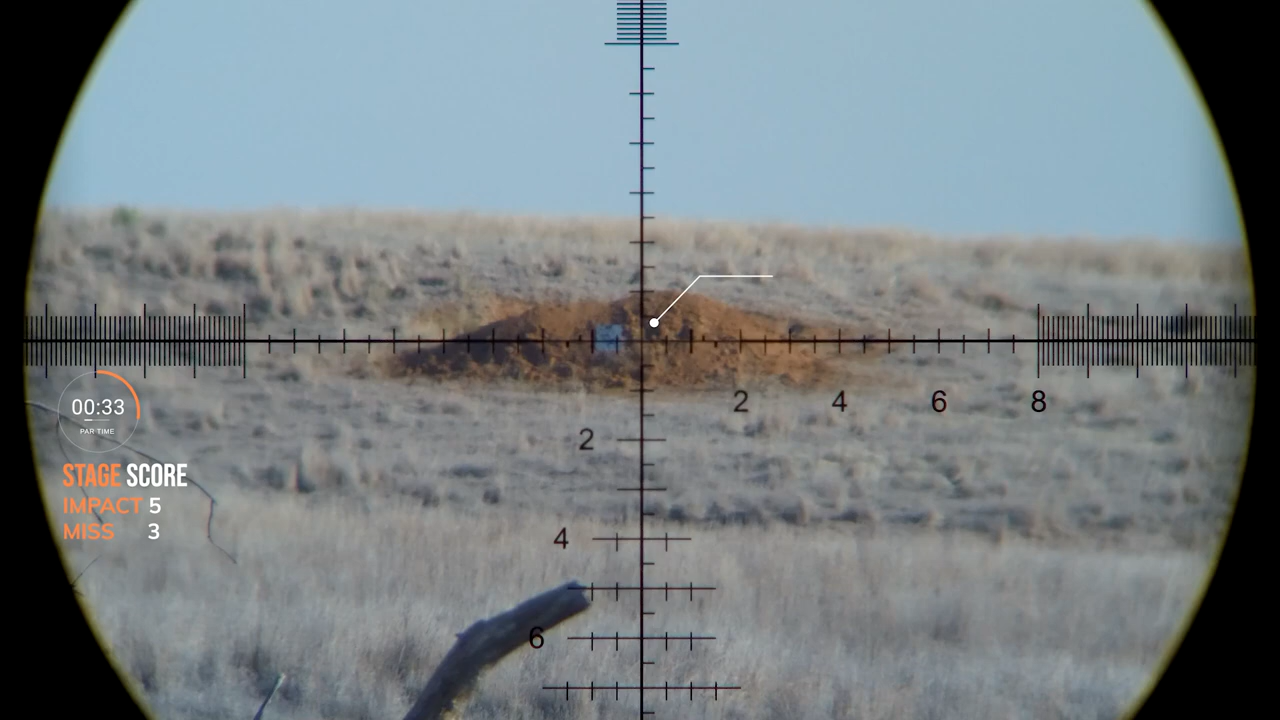 2 4 6 8
2
4
6
00:33
PAR TIME
STAGE SCORE
IMPACT 5
MISS 3